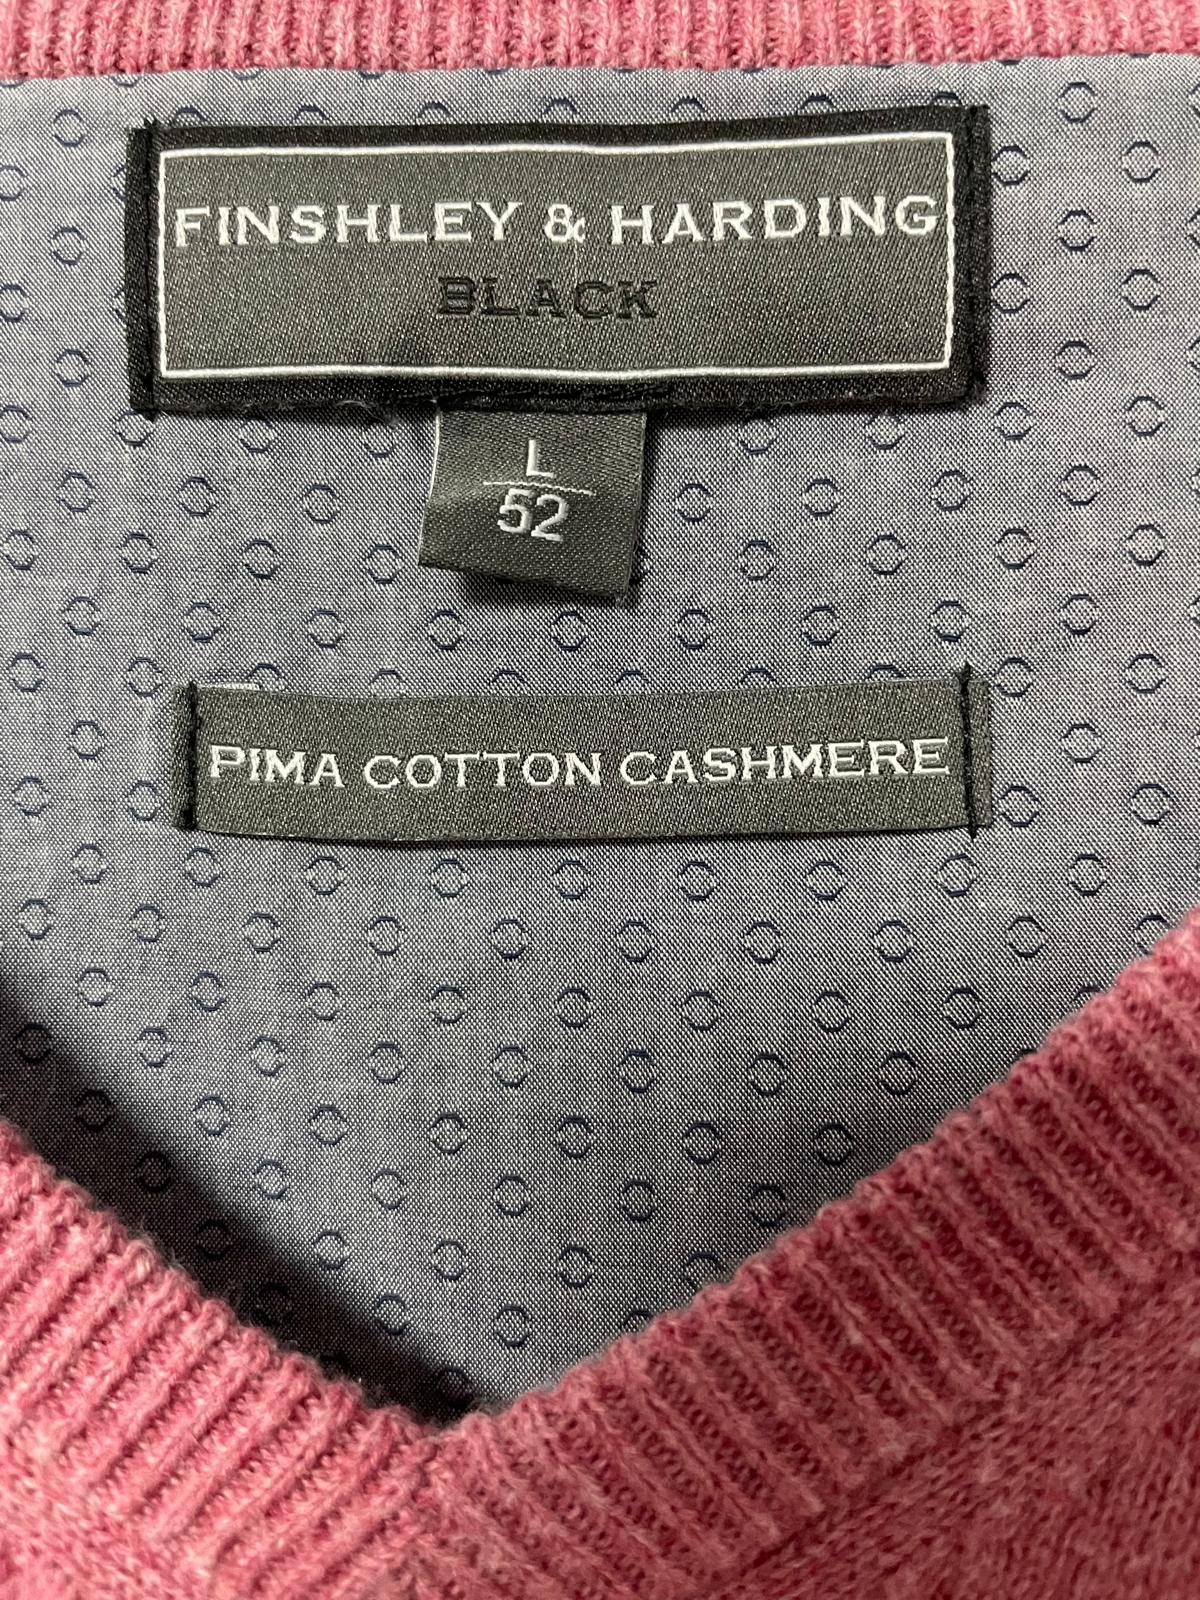 FINSHLEY & HARDING
BLACK
L
52
PIMA COTTON CASHMERE